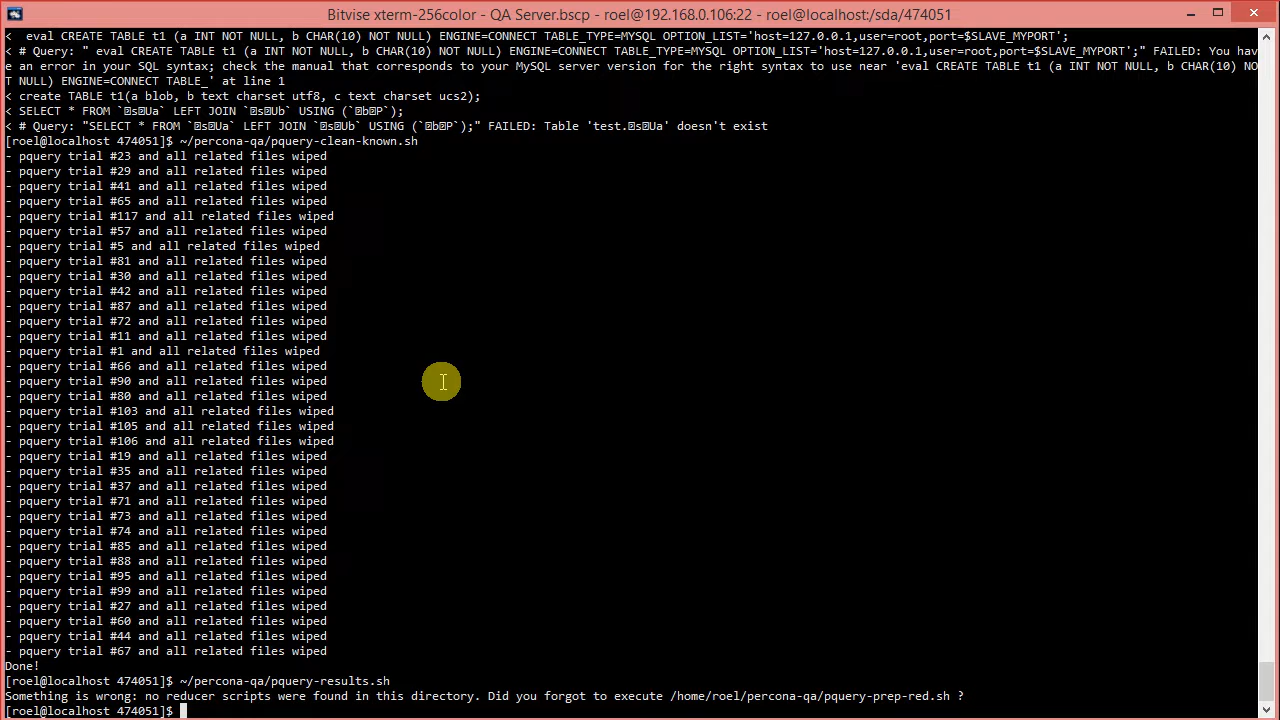 Bitvise xterm-256color - QA Server.bscp - roel@192.168.0.106:22 - roel@localhost:/sda/474051
<  eval CREATE TABLE t1 (a INT NOT NULL, b CHAR(10) NOT NULL) ENGINE=CONNECT TABLE_TYPE=MYSQL OPTION_LIST='host=127.0.0.1,user=root,port=$SLAVE_MYPORT';
< # Query: " eval CREATE TABLE t1 (a INT NOT NULL, b CHAR(10) NOT NULL) ENGINE=CONNECT TABLE_TYPE=MYSQL OPTION_LIST='host=127.0.0.1,user=root,port=$SLAVE_MYPORT';" FAILED: You hav
e an error in your SQL syntax; check the manual that corresponds to your MySQL server version for the right syntax to use near 'eval CREATE TABLE t1 (a INT NOT NULL, b CHAR(10) NO
T NULL) ENGINE=CONNECT TABLE_' at line 1
< create TABLE t1(a blob, b text charset utf8, c text charset ucs2);
< SELECT * FROM `s Ua` LEFT JOIN `s Ub` USING (`b P`);
< # Query: "SELECT * FROM `s Ua` LEFT JOIN `s Ub` USING (`b P`);" FAILED: Table 'test.s Ua' doesn't exist
[roel@localhost 474051]$ ~/percona-qa/pquery-clean-known.sh
- pquery trial #23 and all related files wiped
- pquery trial #29 and all related files wiped
- pquery trial #41 and all related files wiped
- pquery trial #65 and all related files wiped
- pquery trial #117 and all related files wiped
- pquery trial #57 and all related files wiped
- pquery trial #5 and all related files wiped
- pquery trial #81 and all related files wiped
- pquery trial #30 and all related files wiped
- pquery trial #42 and all related files wiped
- pquery trial #87 and all related files wiped
- pquery trial #72 and all related files wiped
- pquery trial #11 and all related files wiped
- pquery trial #1 and all related files wiped
- pquery trial #66 and all related files wiped
- pquery trial #90 and all related files wiped
- pquery trial #80 and all related files wiped
- pquery trial #103 and all related files wiped
- pquery trial #105 and all related files wiped
- pquery trial #106 and all related files wiped
- pquery trial #19 and all related files wiped
- pquery trial #35 and all related files wiped
- pquery trial #37 and all related files wiped
- pquery trial #71 and all related files wiped
- pquery trial #73 and all related files wiped
- pquery trial #74 and all related files wiped
- pquery trial #85 and all related files wiped
- pquery trial #88 and all related files wiped
- pquery trial #95 and all related files wiped
- pquery trial #99 and all related files wiped
- pquery trial #27 and all related files wiped
- pquery trial #60 and all related files wiped
- pquery trial #44 and all related files wiped
- pquery trial #67 and all related files wiped
Done!
[roel@localhost 474051]$ ~/percona-qa/pquery-results.sh
Something is wrong: no reducer scripts were found in this directory. Did you forgot to execute /home/roel/percona-qa/pquery-prep-red.sh ?
[roel@localhost 474051]$